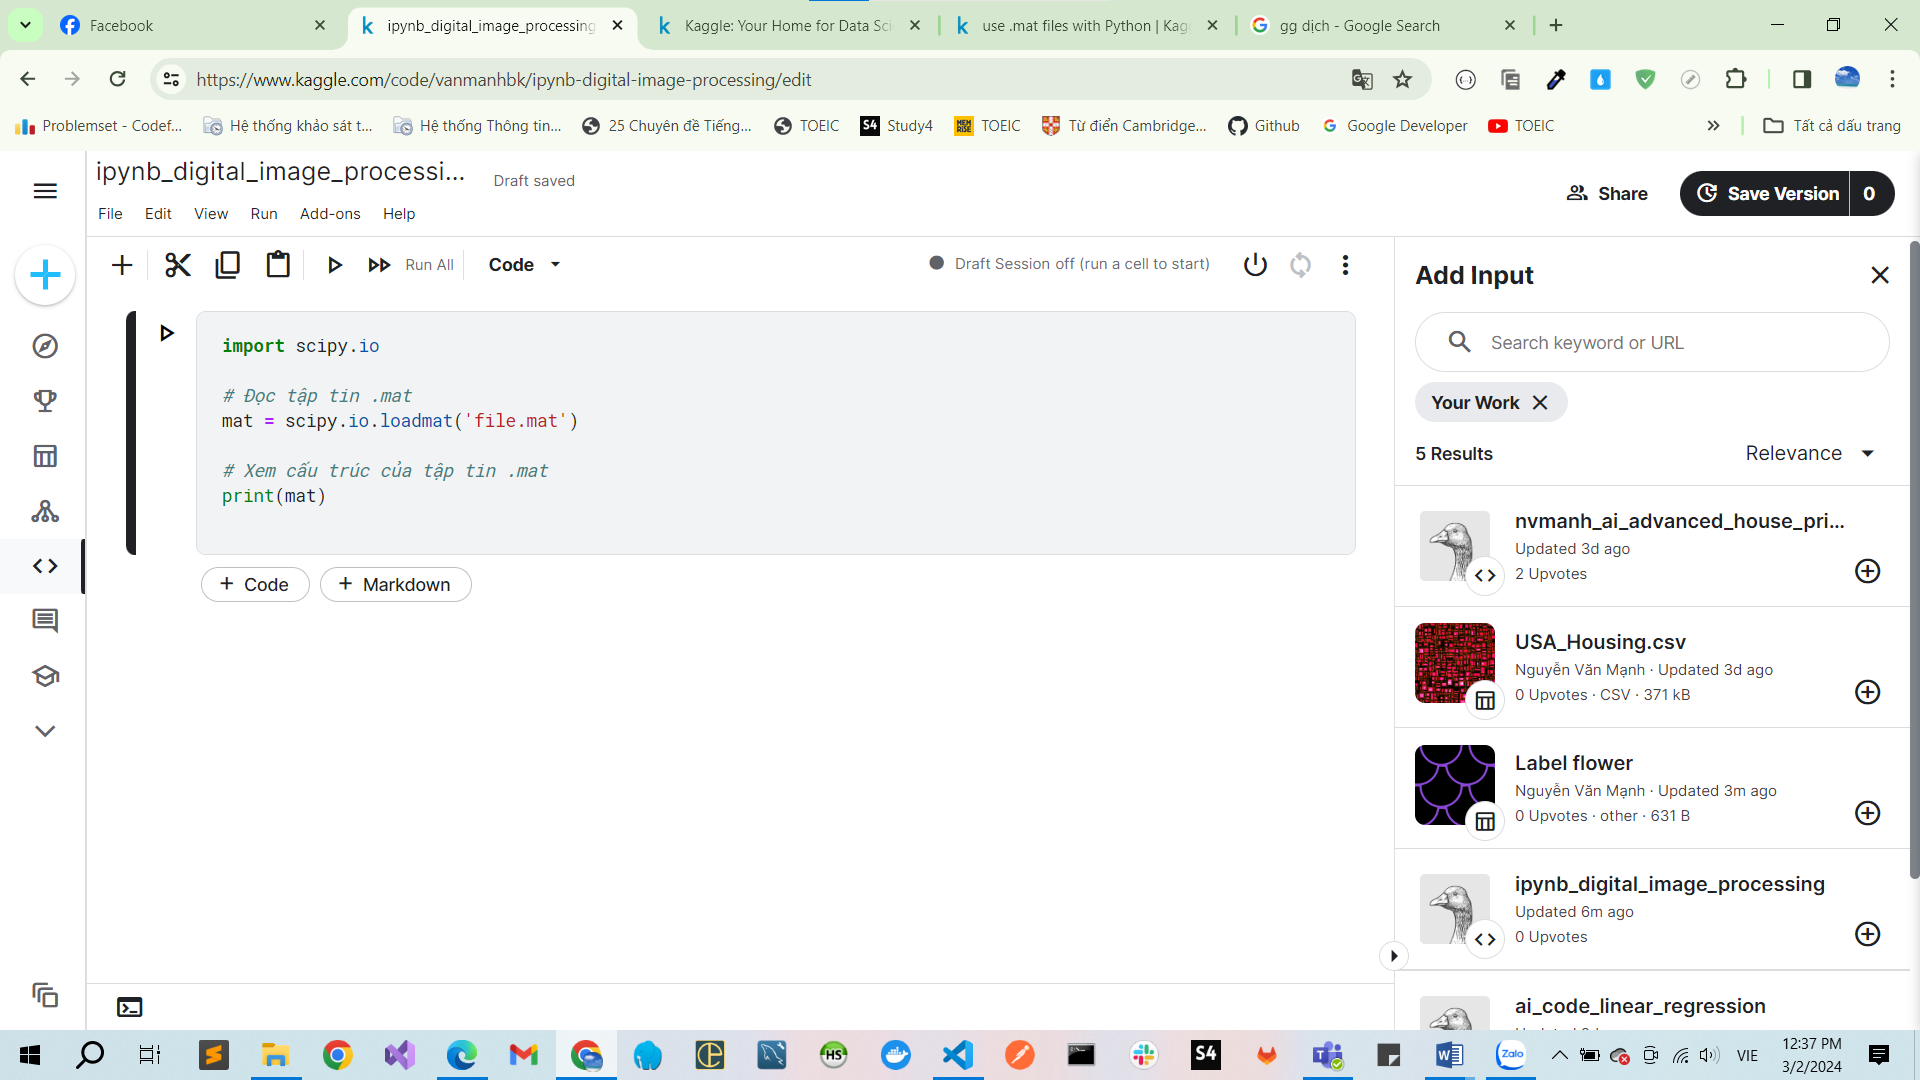 Facebook
ipynb_digital_image_processing
Kaggle: Your Home for Data Sci
use .mat files with Python | Kag
gg dịch - Google Search
https://www.kaggle.com/code/vanmanhbk/ipynb-digital-image-processing/edit
Problemset - Codef...
Hệ thống khảo sát t...
Hệ thống Thông tin...
25 Chuyên đề Tiếng...
TOEIC
S4 Study4
TOEIC
Từ điển Cambridge...
Github
Google Developer
TOEIC
Tất cả dấu trang
ipynb_digital_image_processi...
Draft saved
File Edit View Run Add-ons Help
Share
Save Version 0
Run All
Code
Draft Session off (run a cell to start)
import scipy.io
# Đọc tập tin .mat
mat = scipy.io.loadmat('file.mat')
# Xem cấu trúc của tập tin .mat
print(mat)
+ Code
+ Markdown
Add Input
Search keyword or URL
Your Work
5 Results
Relevance
nvmanh_ai_advanced_house_pri...
Updated 3d ago
2 Upvotes
USA_Housing.csv
Nguyễn Văn Mạnh · Updated 3d ago
0 Upvotes · CSV · 371 kB
Label flower
Nguyễn Văn Mạnh · Updated 3m ago
0 Upvotes · other · 631 B
ipynb_digital_image_processing
Updated 6m ago
0 Upvotes
ai_code_linear_regression
HS
S4
Zalo
VIE
12:37 PM
3/2/2024